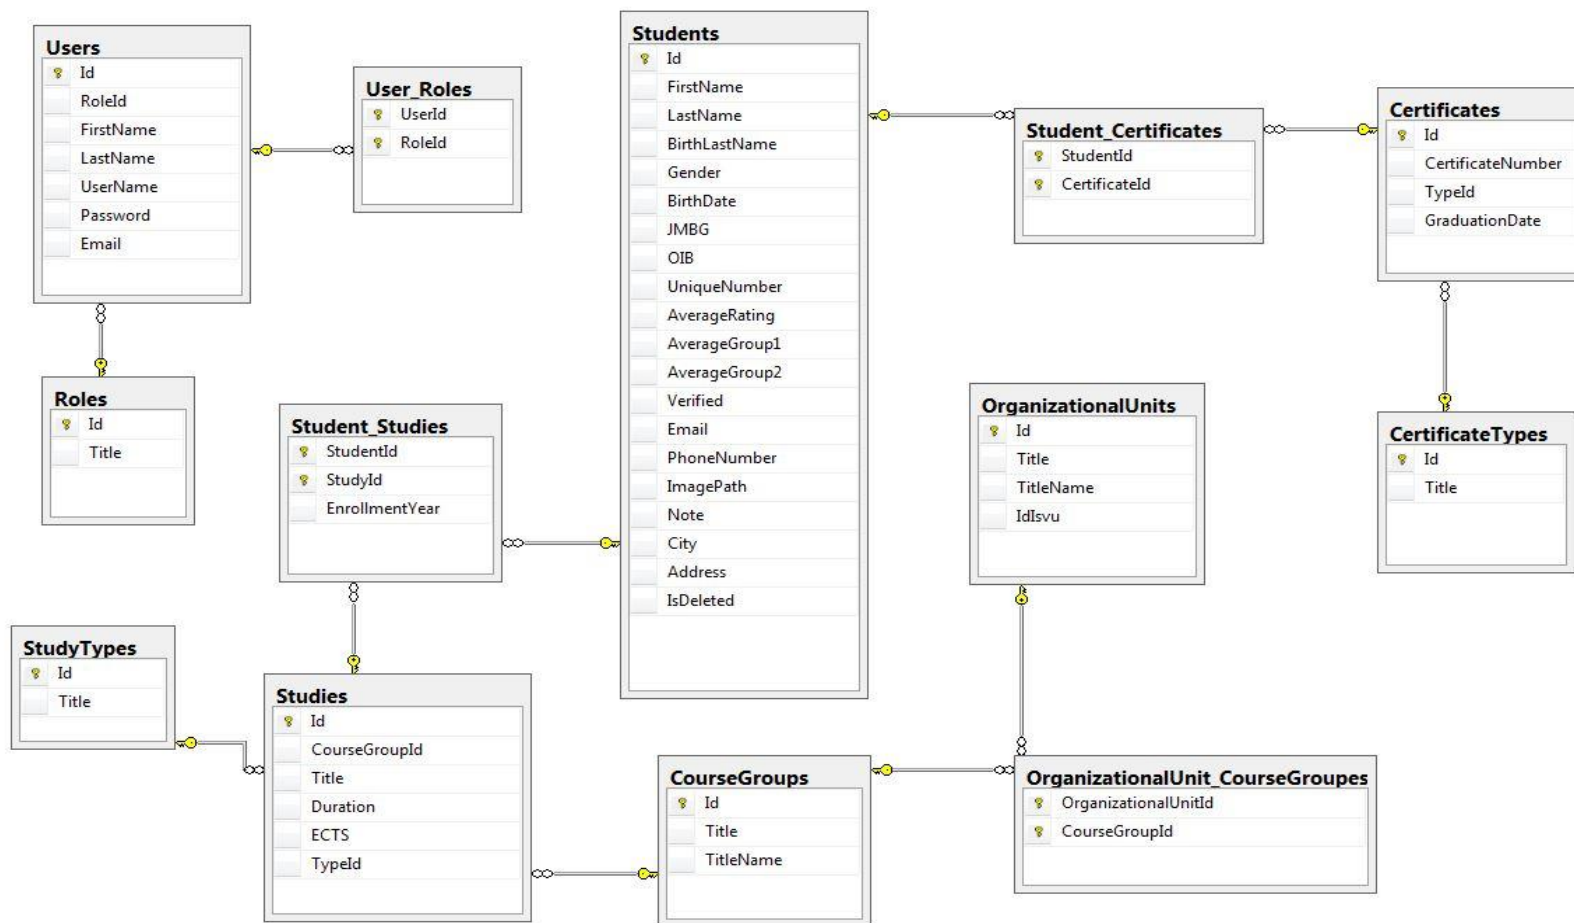 Users
Id
RoleId
FirstName
LastName
UserName
Password
Email
User_Roles
UserId
RoleId
Roles
Id
Title
Students
Id
FirstName
LastName
BirthLastName
Gender
BirthDate
JMBG
OIB
UniqueNumber
AverageRating
AverageGroup1
AverageGroup2
Verified
Email
PhoneNumber
ImagePath
Note
City
Address
IsDeleted
Student_Certificates
StudentId
CertificateId
Certificates
Id
CertificateNumber
TypeId
GraduationDate
CertificateTypes
Id
Title
Student_Studies
StudentId
StudyId
EnrollmentYear
OrganizationalUnits
Id
Title
TitleName
IdIsvu
StudyTypes
Id
Title
Studies
Id
CourseGroupId
Title
Duration
ECTS
TypeId
CourseGroups
Id
Title
TitleName
OrganizationalUnit_CourseGroupes
OrganizationalUnitId
CourseGroupId